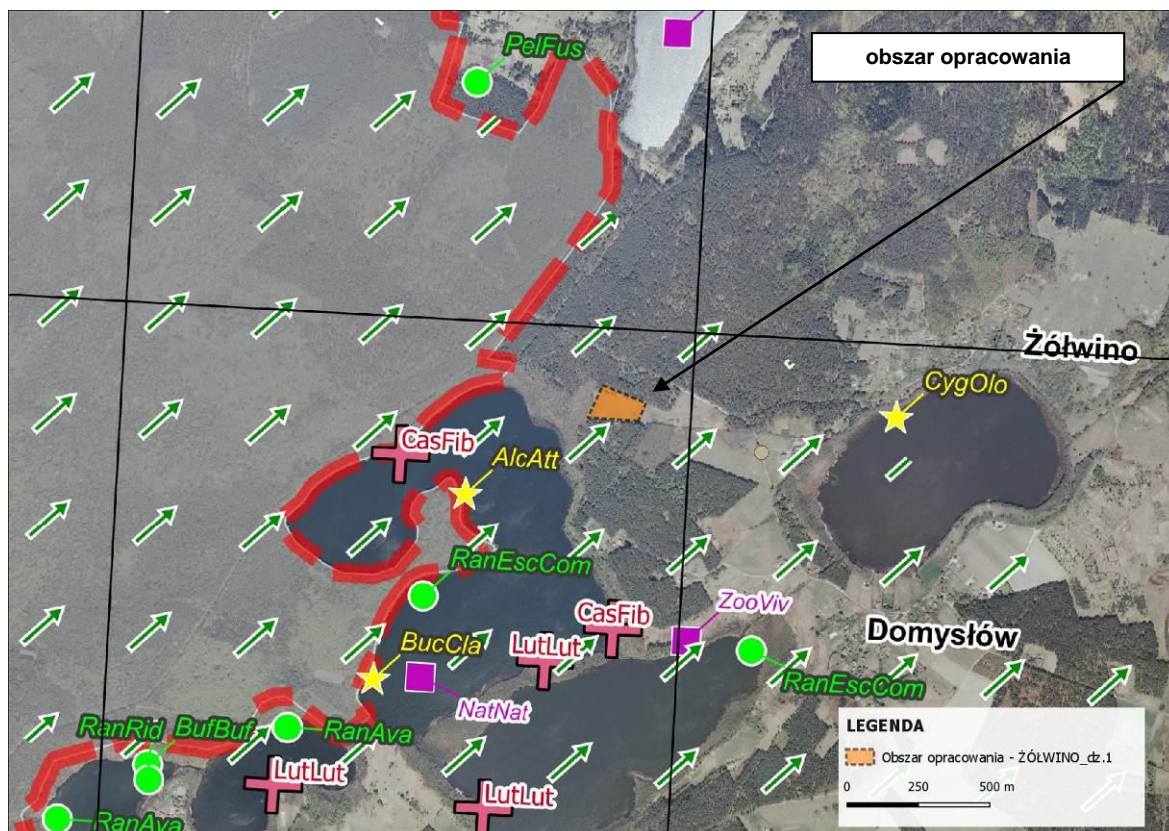 PelFus
obszar opracowania
Żółwino
CygOlo
CasFib
AlcAtt
RanEscCom
CasFib
ZooViv
Domysłów
BucCla
LutLut
RanEscCom
NatNat
RanRid
BufBuf
RanAva
LutLut
LutLut
RanAva
LEGENDA
Obszar opracowania - ŻÓŁWINO_dz.1
0 250 500 m